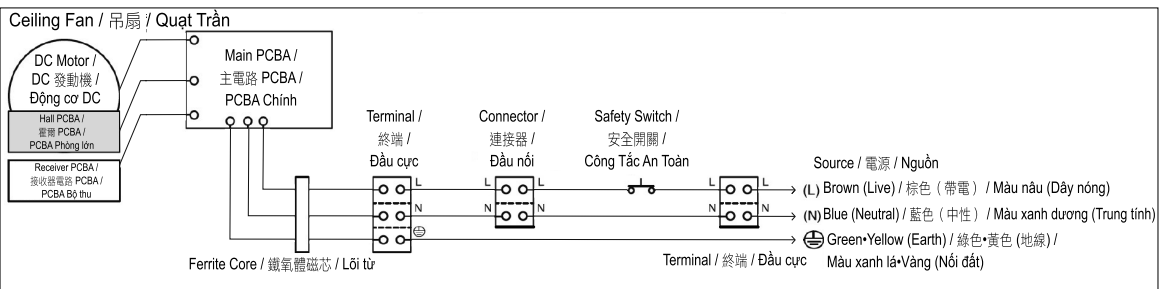 Ceiling Fan / 吊扇 / Quạt Trần
DC Motor /
DC 發動機 /
Động cơ DC
Hall PCBA /
霍爾 PCBA /
PCBA Phòng lớn
Receiver PCBA /
接收器電路 PCBA /
PCBA Bộ thu
Main PCBA /
主電路 PCBA /
PCBA Chính
Terminal /
終端 /
Đầu cực
Connector /
連接器 /
Đầu nối
Safety Switch /
安全開關 /
Công Tắc An Toàn
Source / 電源 / Nguồn
L L L L
(L) Brown (Live) / 棕色（帶電） / Màu nâu (Dây nóng)
N N N N
(N) Blue (Neutral) / 藍色（中性） / Màu xanh dương (Trung tính)
Green•Yellow (Earth) / 綠色•黃色 (地線) /
Màu xanh lá•Vàng (Nối đất)
Ferrite Core / 鐵氧體磁芯 / Lõi từ
Terminal / 終端 / Đầu cực